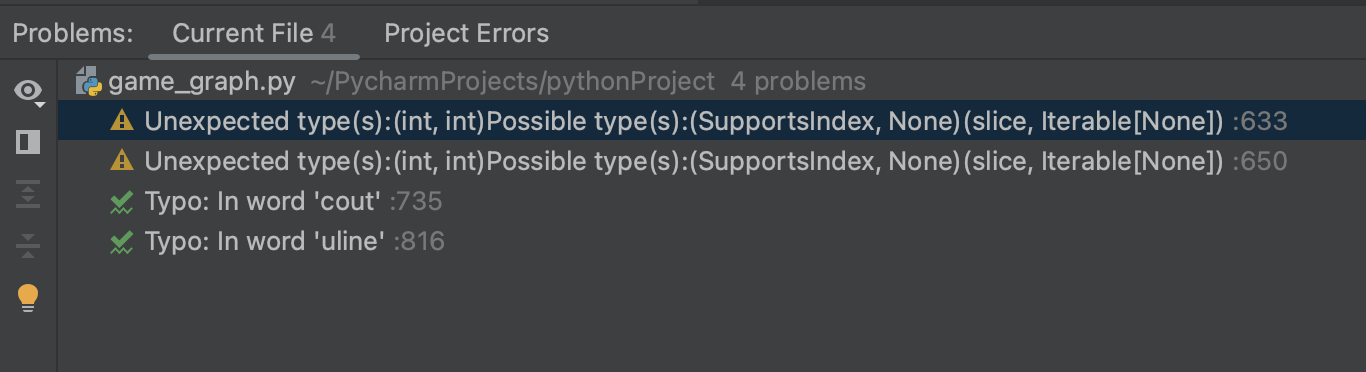 Problems: Current File 4 Project Errors
game_graph.py ~/PycharmProjects/pythonProject 4 problems
Unexpected type(s):(int, int)Possible type(s):(SupportsIndex, None)(slice, Iterable[None]) :633
Unexpected type(s):(int, int)Possible type(s):(SupportsIndex, None)(slice, Iterable[None]) :650
Typo: In word 'cout' :735
Typo: In word 'uline' :816